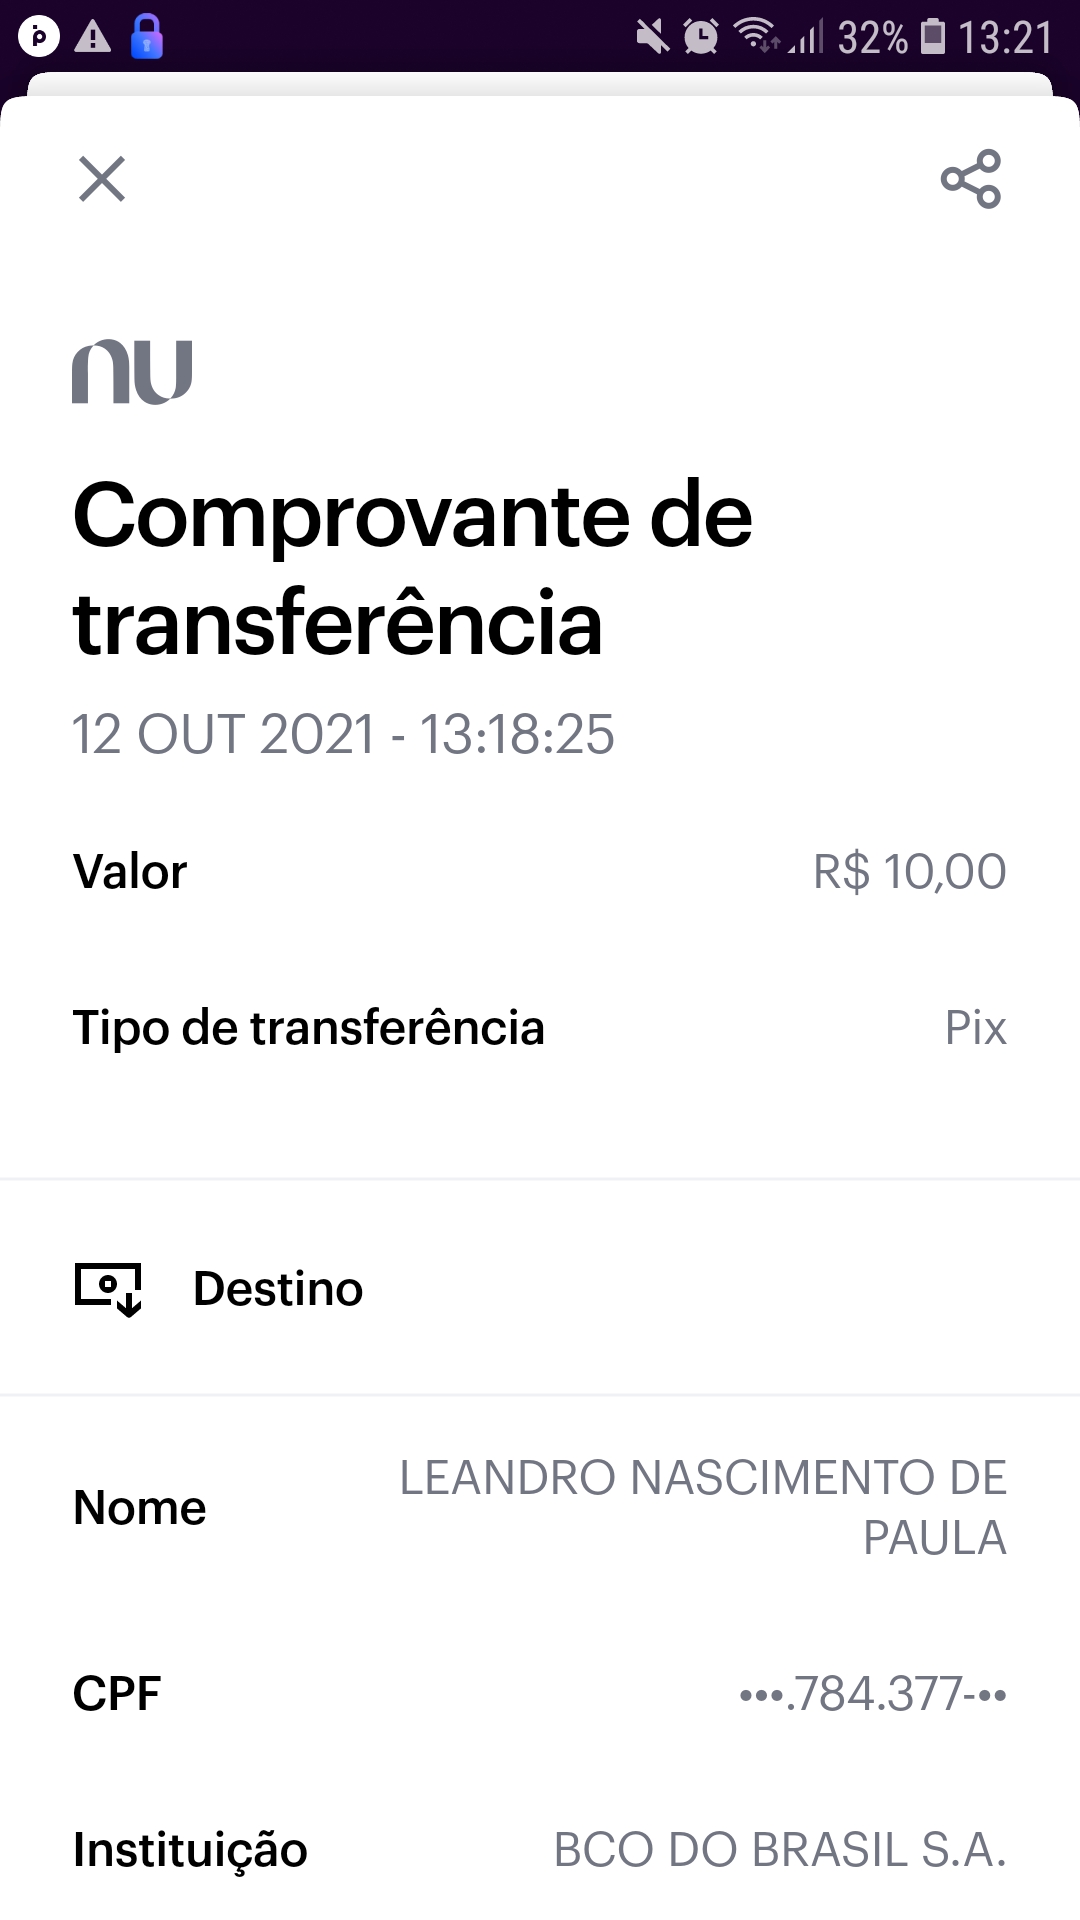 32% 13:21
nu
Comprovante de
transferência
12 OUT 2021 - 13:18:25
Valor R$ 10,00
Tipo de transferência Pix
Destino
Nome LEANDRO NASCIMENTO DE
PAULA
CPF •••.784.377-••
Instituição BCO DO BRASIL S.A.